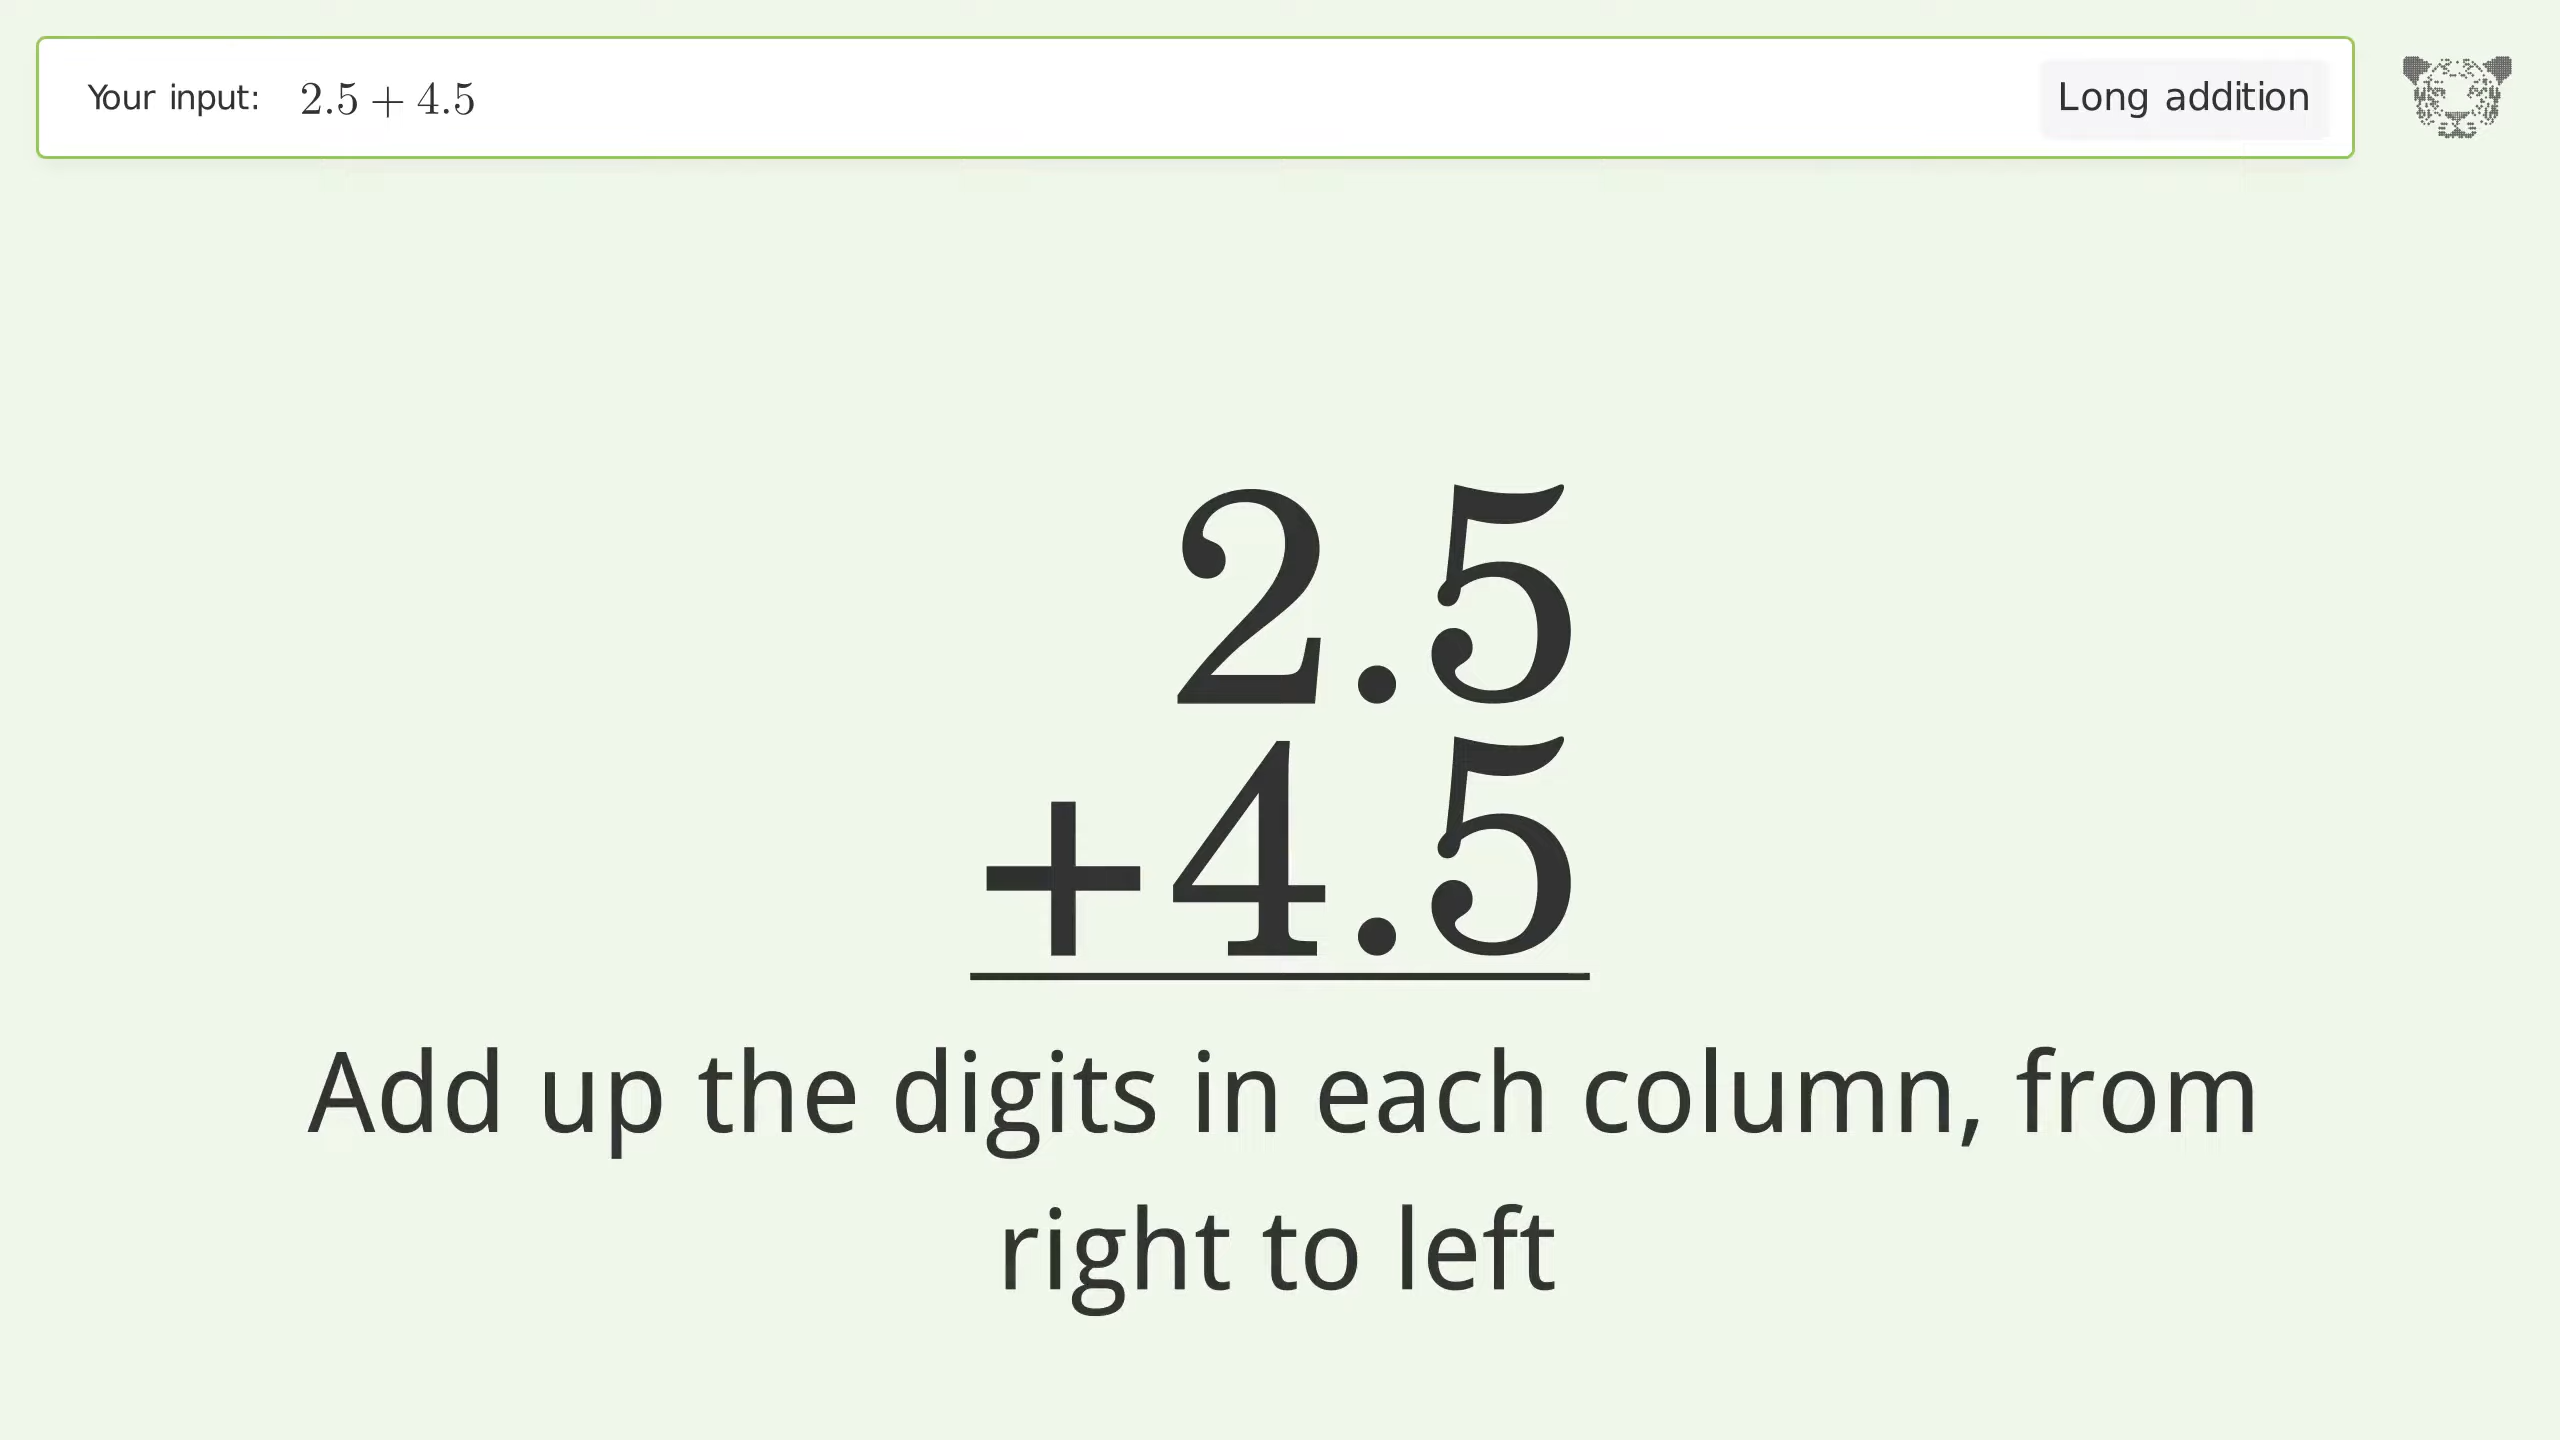 Your input: 2.5 + 4.5 Long addition
2.5
+4.5
Add up the digits in each column, from
right to left